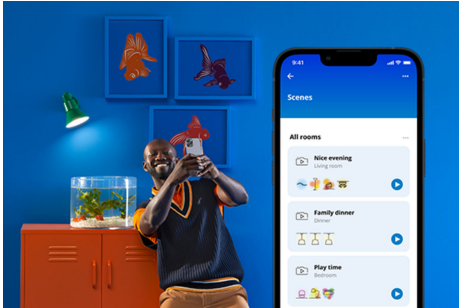 9:41
Scenes
All rooms
Nice evening
Living room
Family dinner
Dinner
Play time
Bedroom